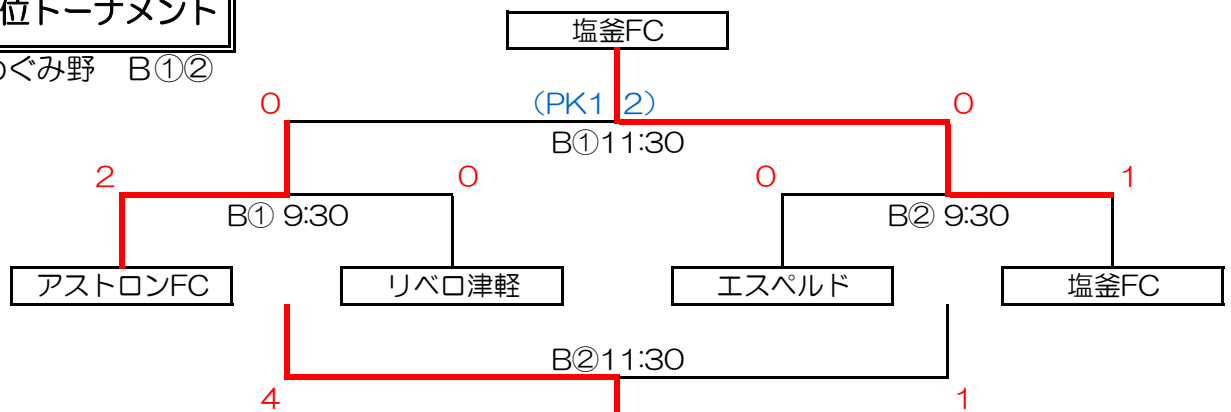 位トーナメント
塩釜FC
ぐみ野 B①②
0 (PK1 2) 0
B①11:30
2 0 0 1
B① 9:30 B② 9:30
アストロンFC リベロ津軽 エスペルド 塩釜FC
B②11:30
4 1